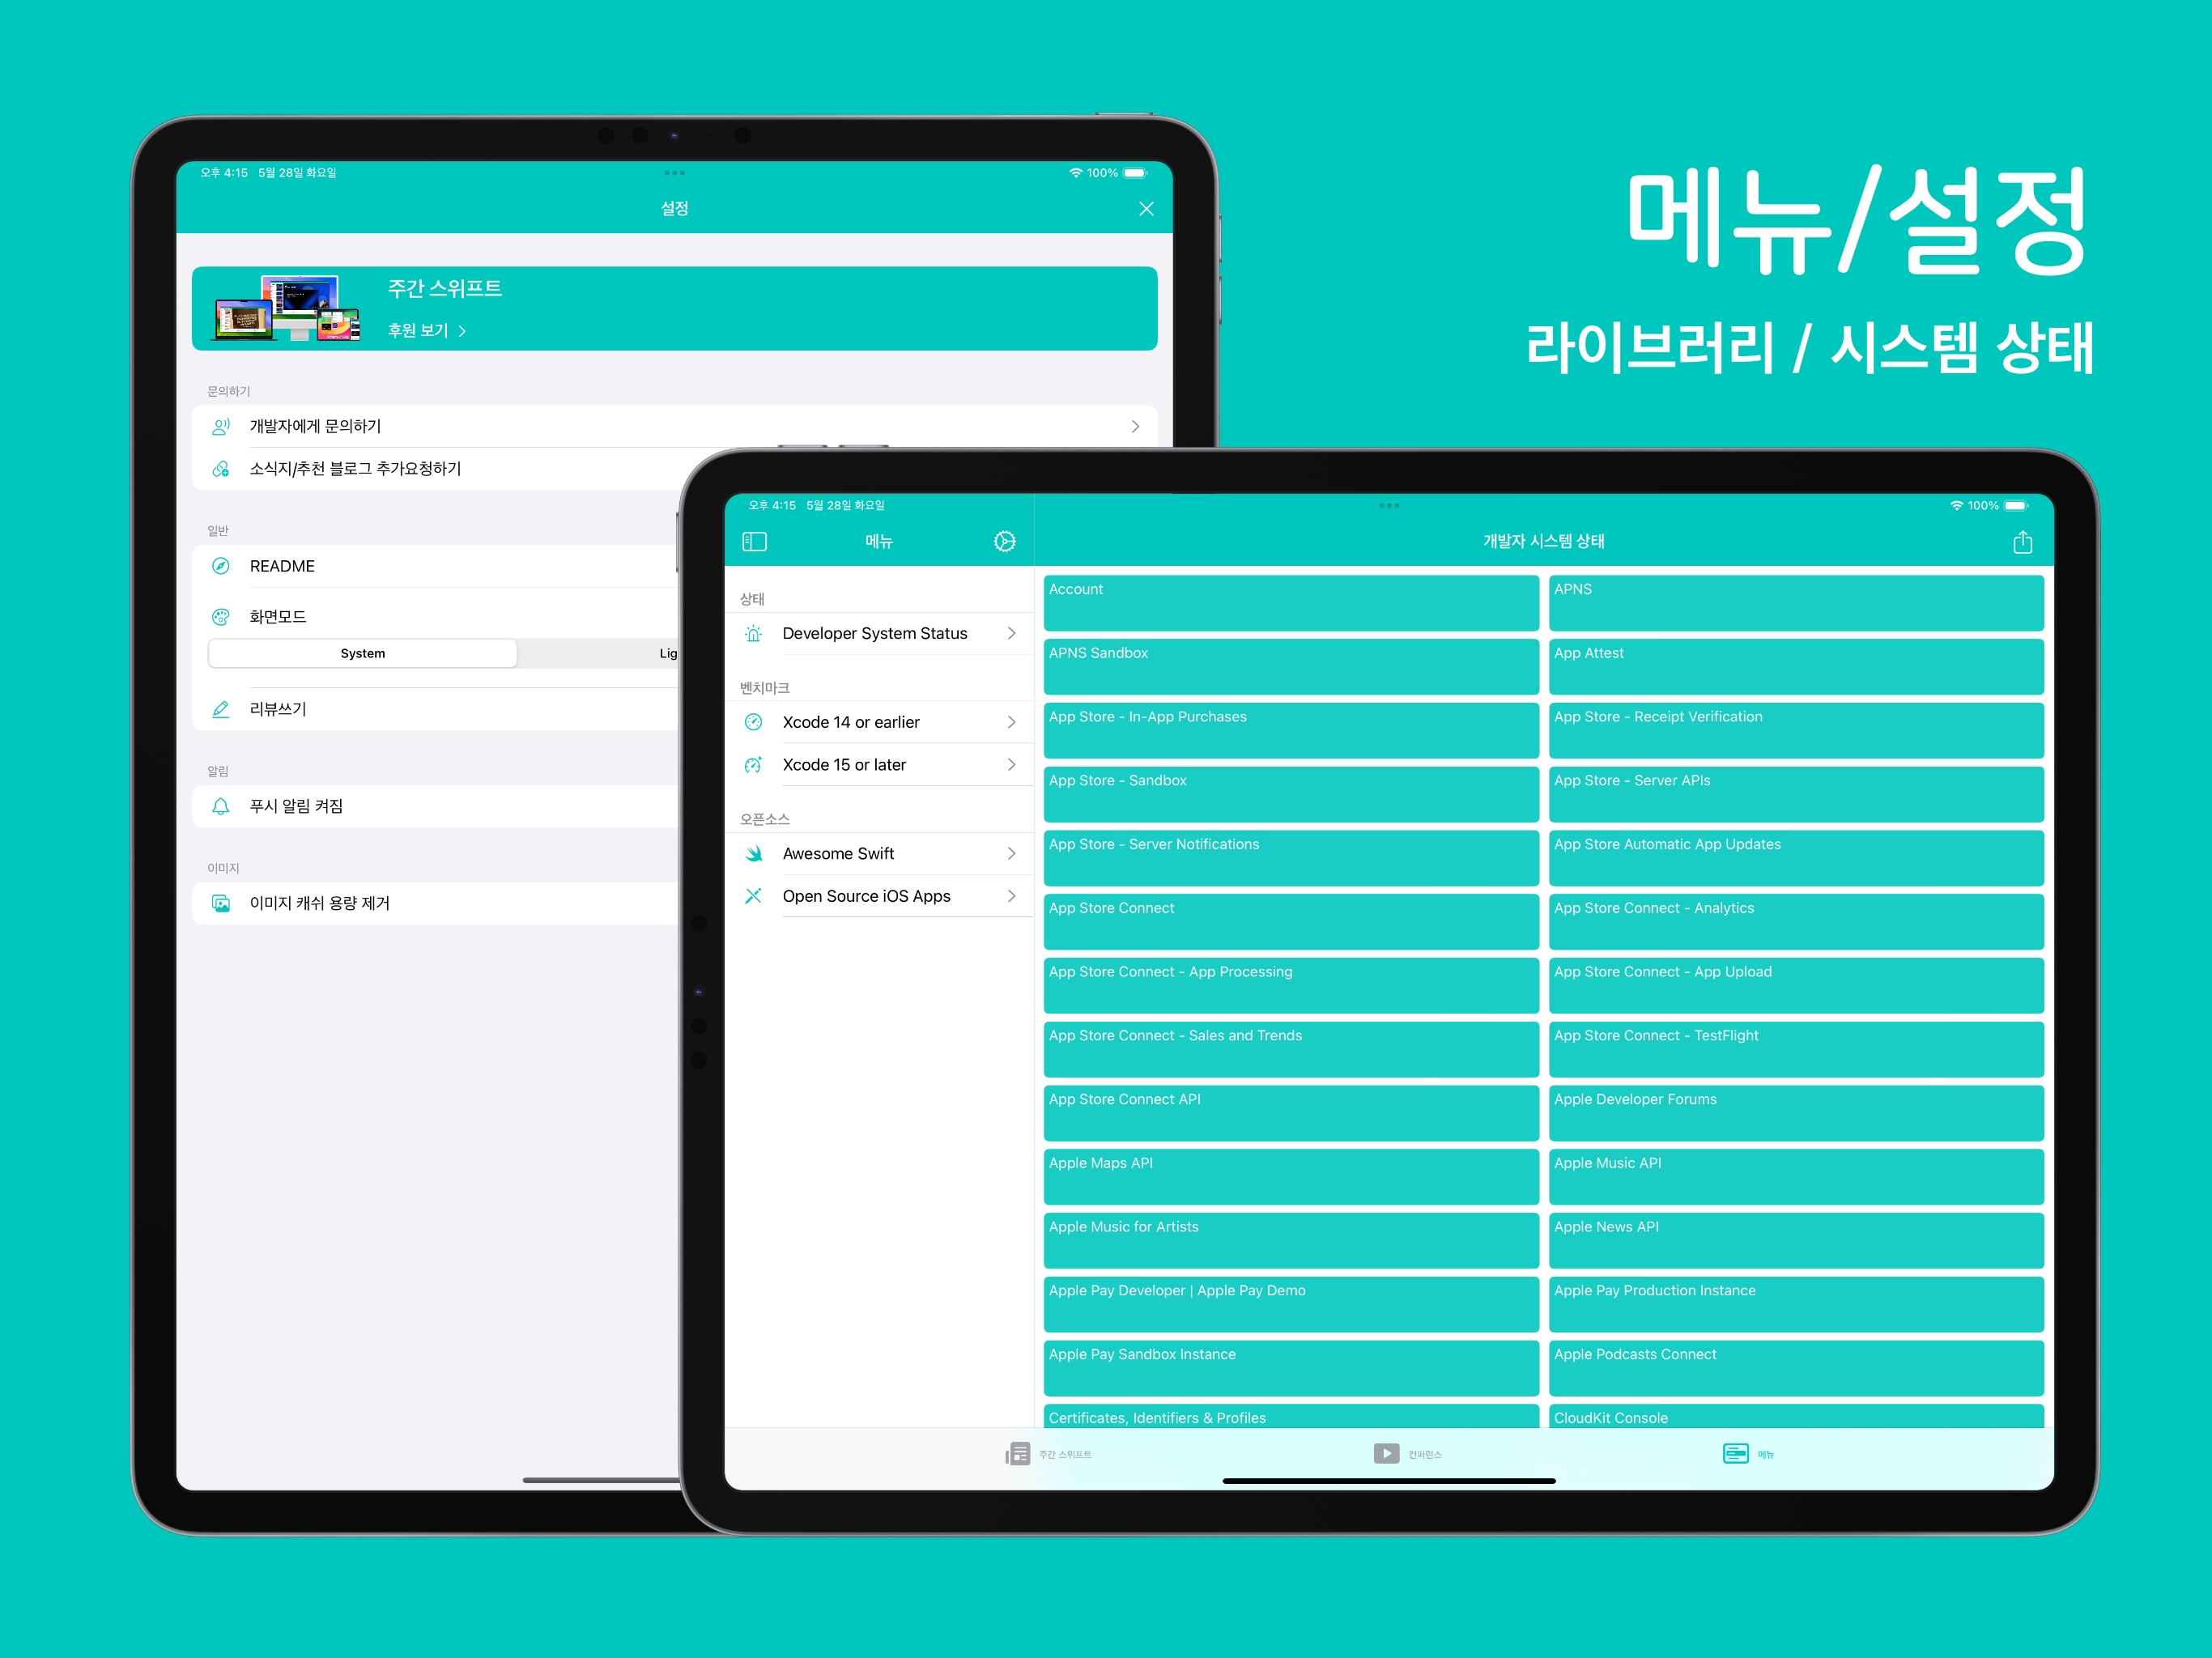 메뉴/설정
라이브러리 / 시스템 상태
오후 4:15 5월 28일 화요일
100%
설정
주간 스위프트
후원 보기
문의하기
개발자에게 문의하기
소식지/추천 블로그 추가요청하기
일반
README
화면모드
System
Lig
리뷰쓰기
알림
푸시 알림 켜짐
이미지
이미지 캐쉬 용량 제거
오후 4:15 5월 28일 화요일
100%
메뉴
개발자 시스템 상태
상태
Developer System Status
벤치마크
Xcode 14 or earlier
Xcode 15 or later
오픈소스
Awesome Swift
Open Source iOS Apps
Account
APNS
APNS Sandbox
App Attest
App Store - In-App Purchases
App Store - Receipt Verification
App Store - Sandbox
App Store - Server APIs
App Store - Server Notifications
App Store Automatic App Updates
App Store Connect
App Store Connect - Analytics
App Store Connect - App Processing
App Store Connect - App Upload
App Store Connect - Sales and Trends
App Store Connect - TestFlight
App Store Connect API
Apple Developer Forums
Apple Maps API
Apple Music API
Apple Music for Artists
Apple News API
Apple Pay Developer | Apple Pay Demo
Apple Pay Production Instance
Apple Pay Sandbox Instance
Apple Podcasts Connect
Certificates, Identifiers & Profiles
CloudKit Console
주간 스위프트
컨퍼런스
메뉴